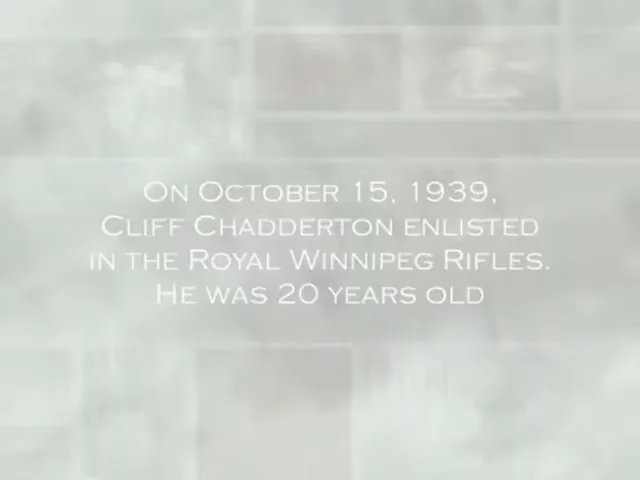 On October 15, 1939,
Cliff Chadderton enlisted
in the Royal Winnipeg Rifles.
He was 20 years old